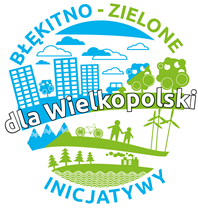 BŁĘKITNO - ZIELONE
dla Wielkopolski
INICJATYWY